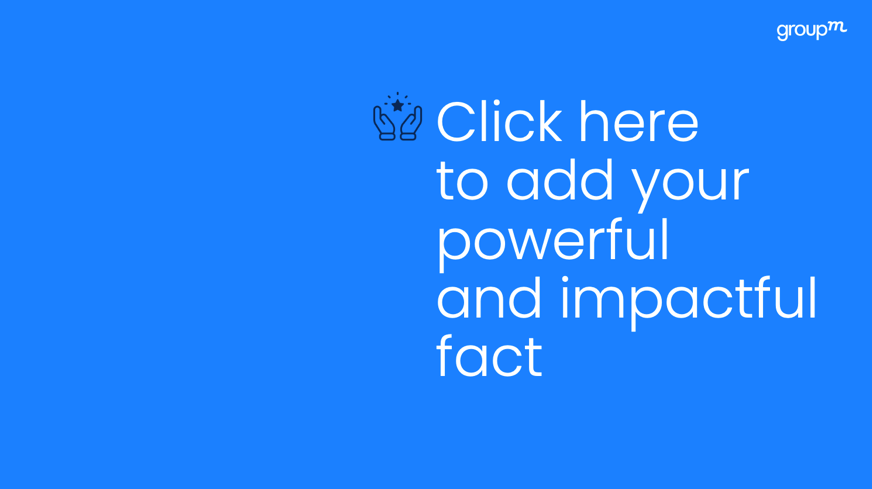 groupm
Click here
to add your
powerful
and impactful
fact